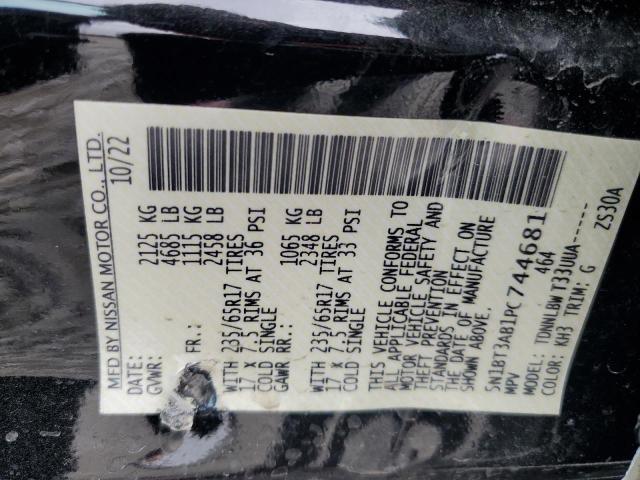 MFD BY NISSAN MOTOR CO., LTD.
DATE: 10/22
GVWR: 2125 KG
4685 LB
FR.: 1115 KG
2458 LB
WITH 235/65R17 TIRES
17 X 7.5 RIMS AT 36 PSI
COLD SINGLE
GAWR RR.: 1065 KG
2348 LB
WITH 235/65R17 TIRES
17 X 7.5 RIMS AT 33 PSI
COLD SINGLE
THIS VEHICLE CONFORMS TO
ALL APPLICABLE FEDERAL
MOTOR VEHICLE SAFETY AND
THEFT PREVENTION
STANDARDS IN EFFECT ON
THE DATE OF MANUFACTURE
SHOWN ABOVE.
5N1BT3AB1PC744681
MPV 464
MODEL: TDNNLBWT33UUA------
COLOR: KH3 TRIM: G ZS30A